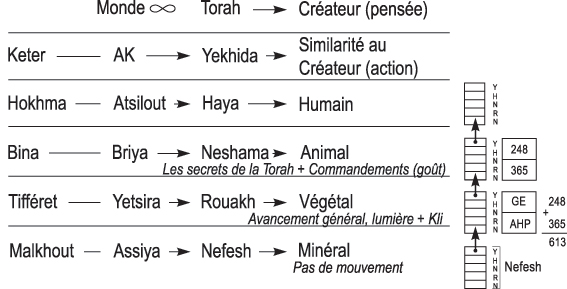 Monde ∞ Torah → Créateur (pensée)
Keter — AK → Yekhida → Similarité au
Créateur (action)
Hokhma — Atsilout → Haya → Humain
Y
H
N
R
N
Bina — Briya → Neshama → Animal
Les secrets de la Torah + Commandements (goût)
Y
H
N
R
N
248
365
Tifféret — Yetsira → Rouakh → Végétal
Avancement général, lumière + Kli
Y
H
N
R
N
GE 248
+
AHP 365
613
Malkhout — Assiya → Nefesh → Minéral
Pas de mouvement
Y
H
N
R
N
Nefesh